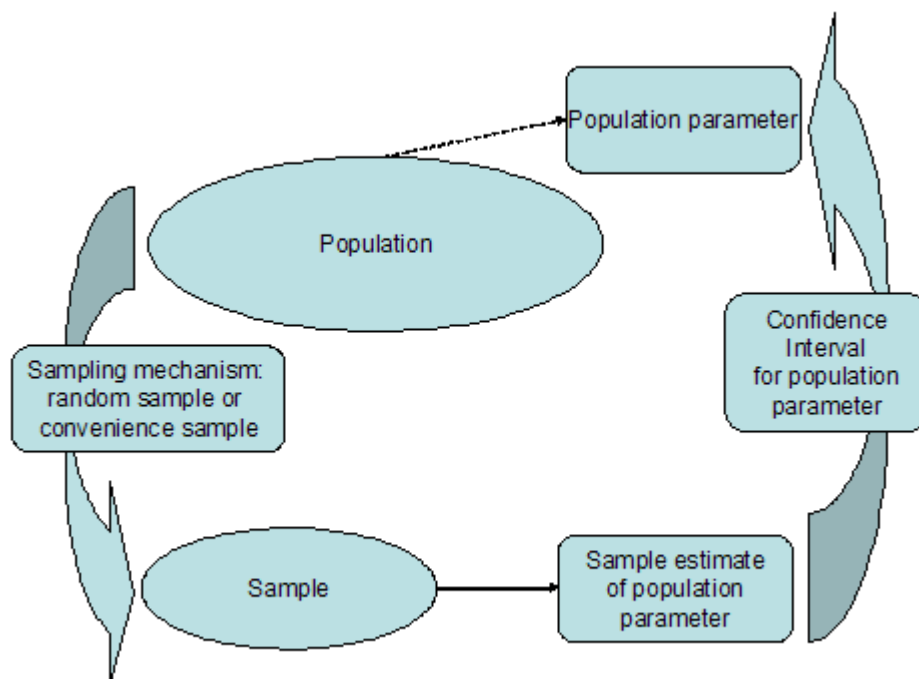 Population parameter
Population
Sampling mechanism:
random sample or
convenience sample
Confidence
Interval
for population
parameter
Sample
Sample estimate
of population
parameter